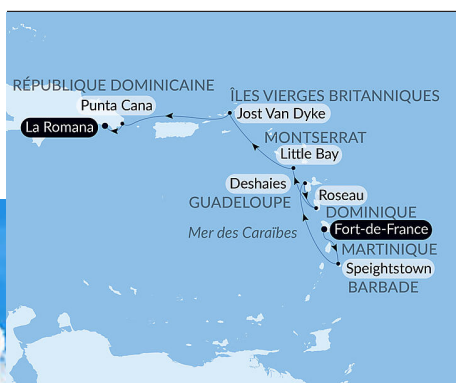 RÉPUBLIQUE DOMINICAINE
Punta Cana
La Romana
ÎLES VIERGES BRITANNIQUES
Jost Van Dyke
MONTSERRAT
Little Bay
Deshaies
Roseau
GUADELOUPE
DOMINIQUE
Mer des Caraïbes
Fort-de-France
MARTINIQUE
Speightstown
BARBADE